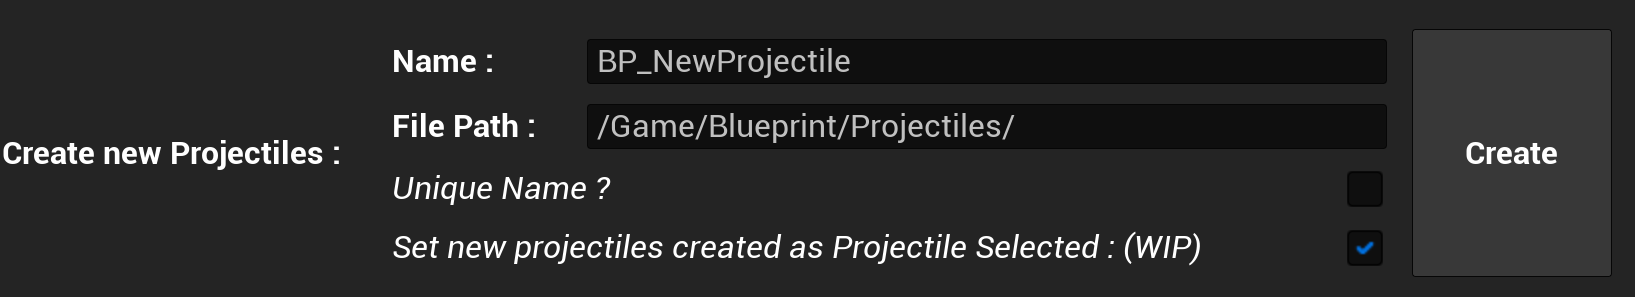 Name :
BP_NewProjectile
File Path :
/Game/Blueprint/Projectiles/
Create new Projectiles :
Create
Unique Name ?
Set new projectiles created as Projectile Selected : (WIP)